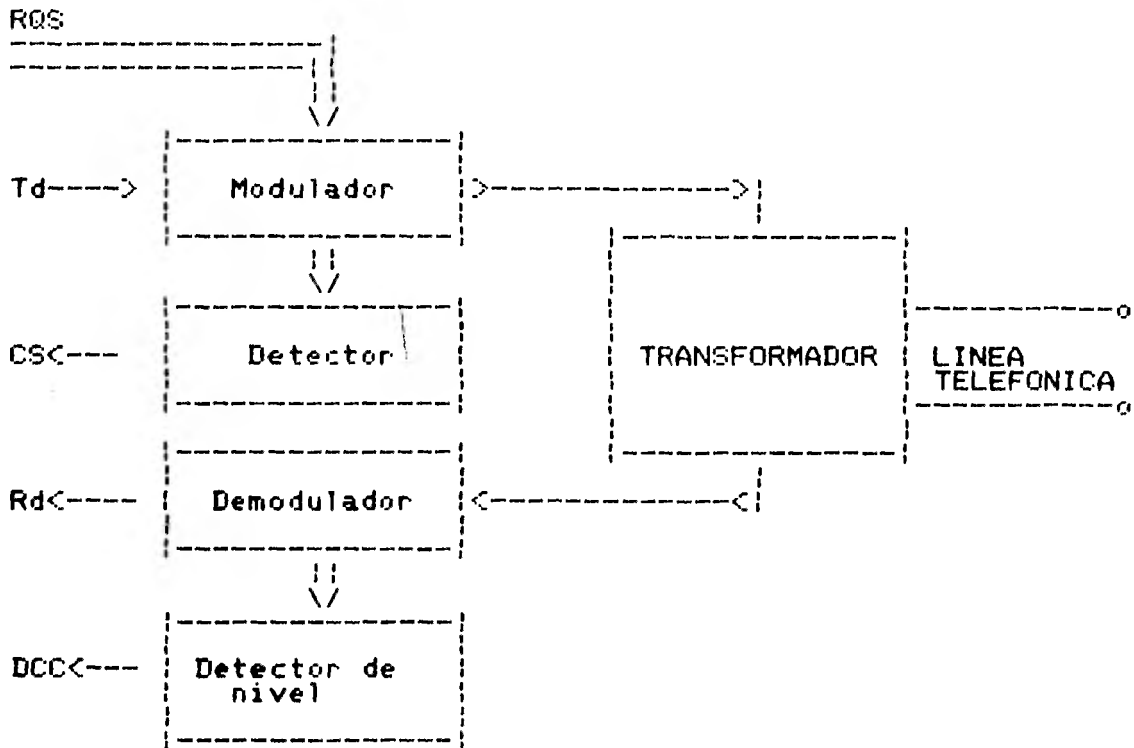 RQS
Td----> Modulador
CS<--- Detector
TRANSFORMADOR
LINEA
TELEFONICA
Rd<---- Demodulador
DCC<--- Detector de
nivel